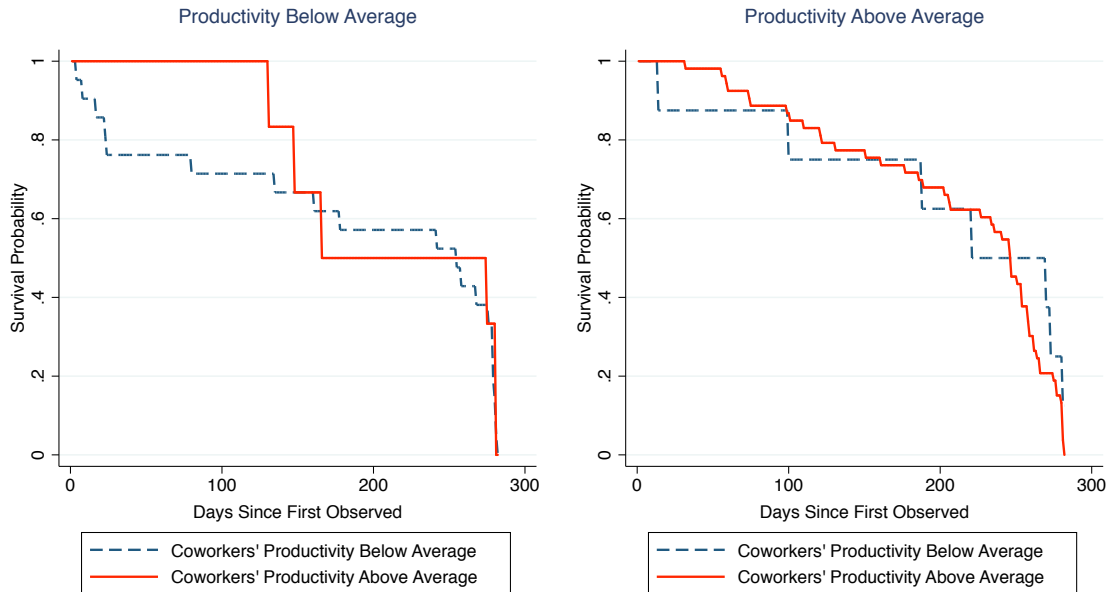 Productivity Below Average
Survival Probability
1
.8
.6
.4
.2
0
0 100 200 300
Days Since First Observed
Coworkers' Productivity Below Average
Coworkers' Productivity Above Average
Productivity Above Average
Survival Probability
1
.8
.6
.4
.2
0
0 100 200 300
Days Since First Observed
Coworkers' Productivity Below Average
Coworkers' Productivity Above Average